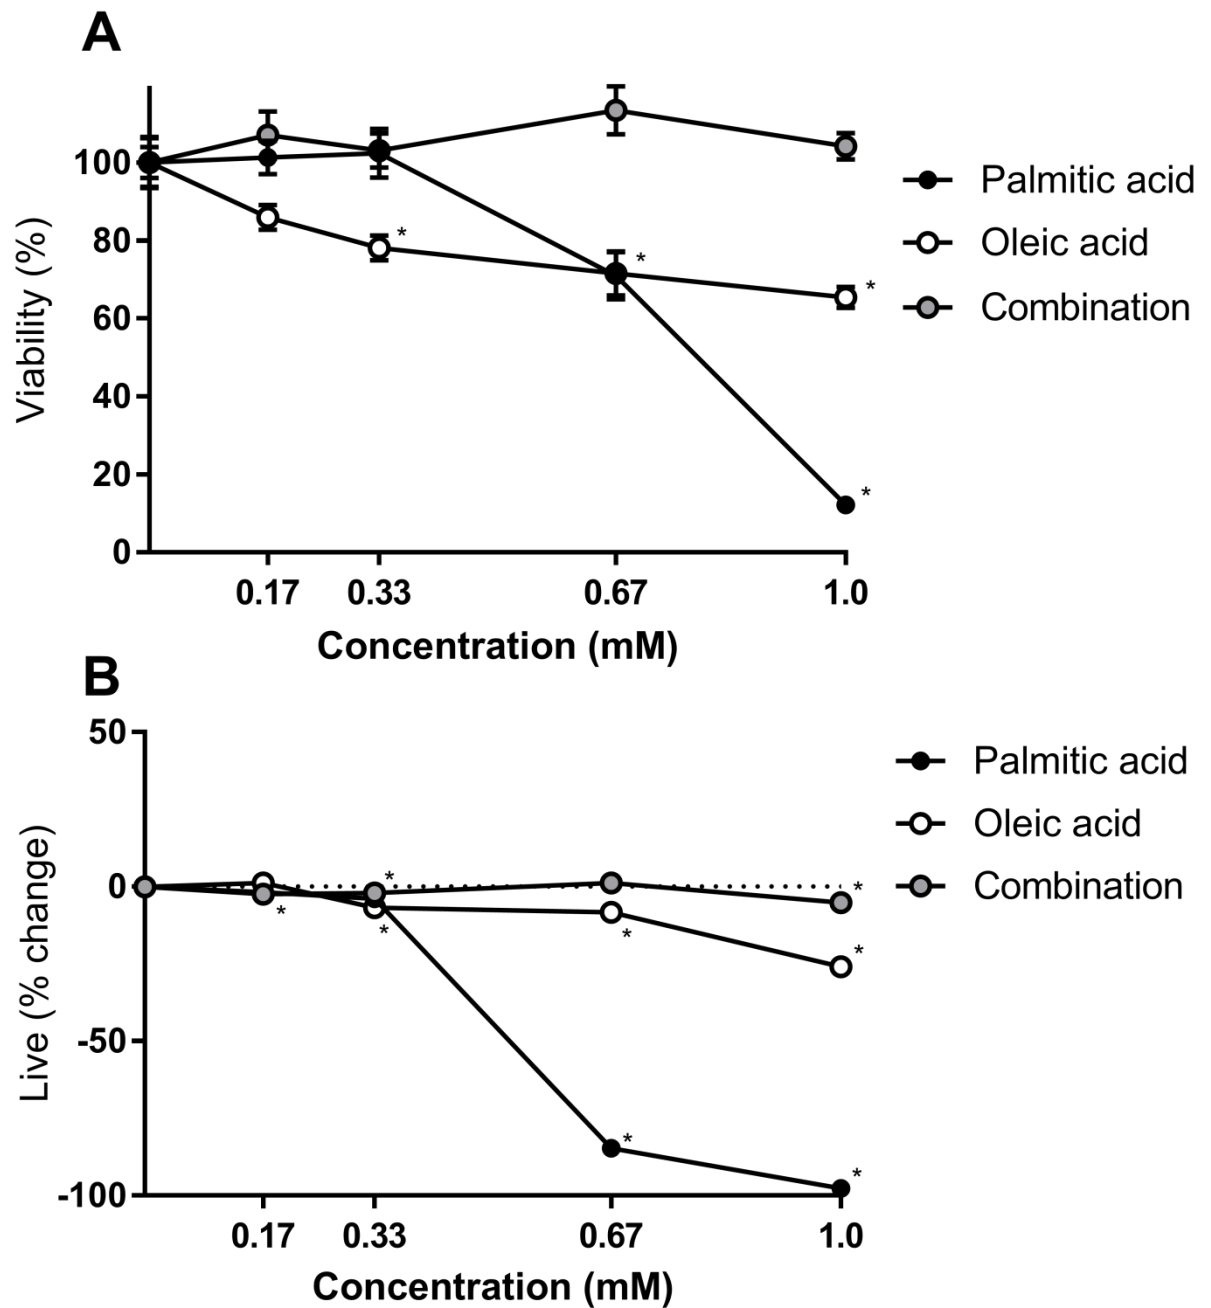 A
Viability (%)
100
80
60
40
20
0
*
*
*
*
0.17 0.33 0.67 1.0
Concentration (mM)
Palmitic acid
Oleic acid
Combination
B
Live (% change)
50
0
-50
-100
*
*
*
*
*
*
*
*
0.17 0.33 0.67 1.0
Concentration (mM)
Palmitic acid
Oleic acid
Combination